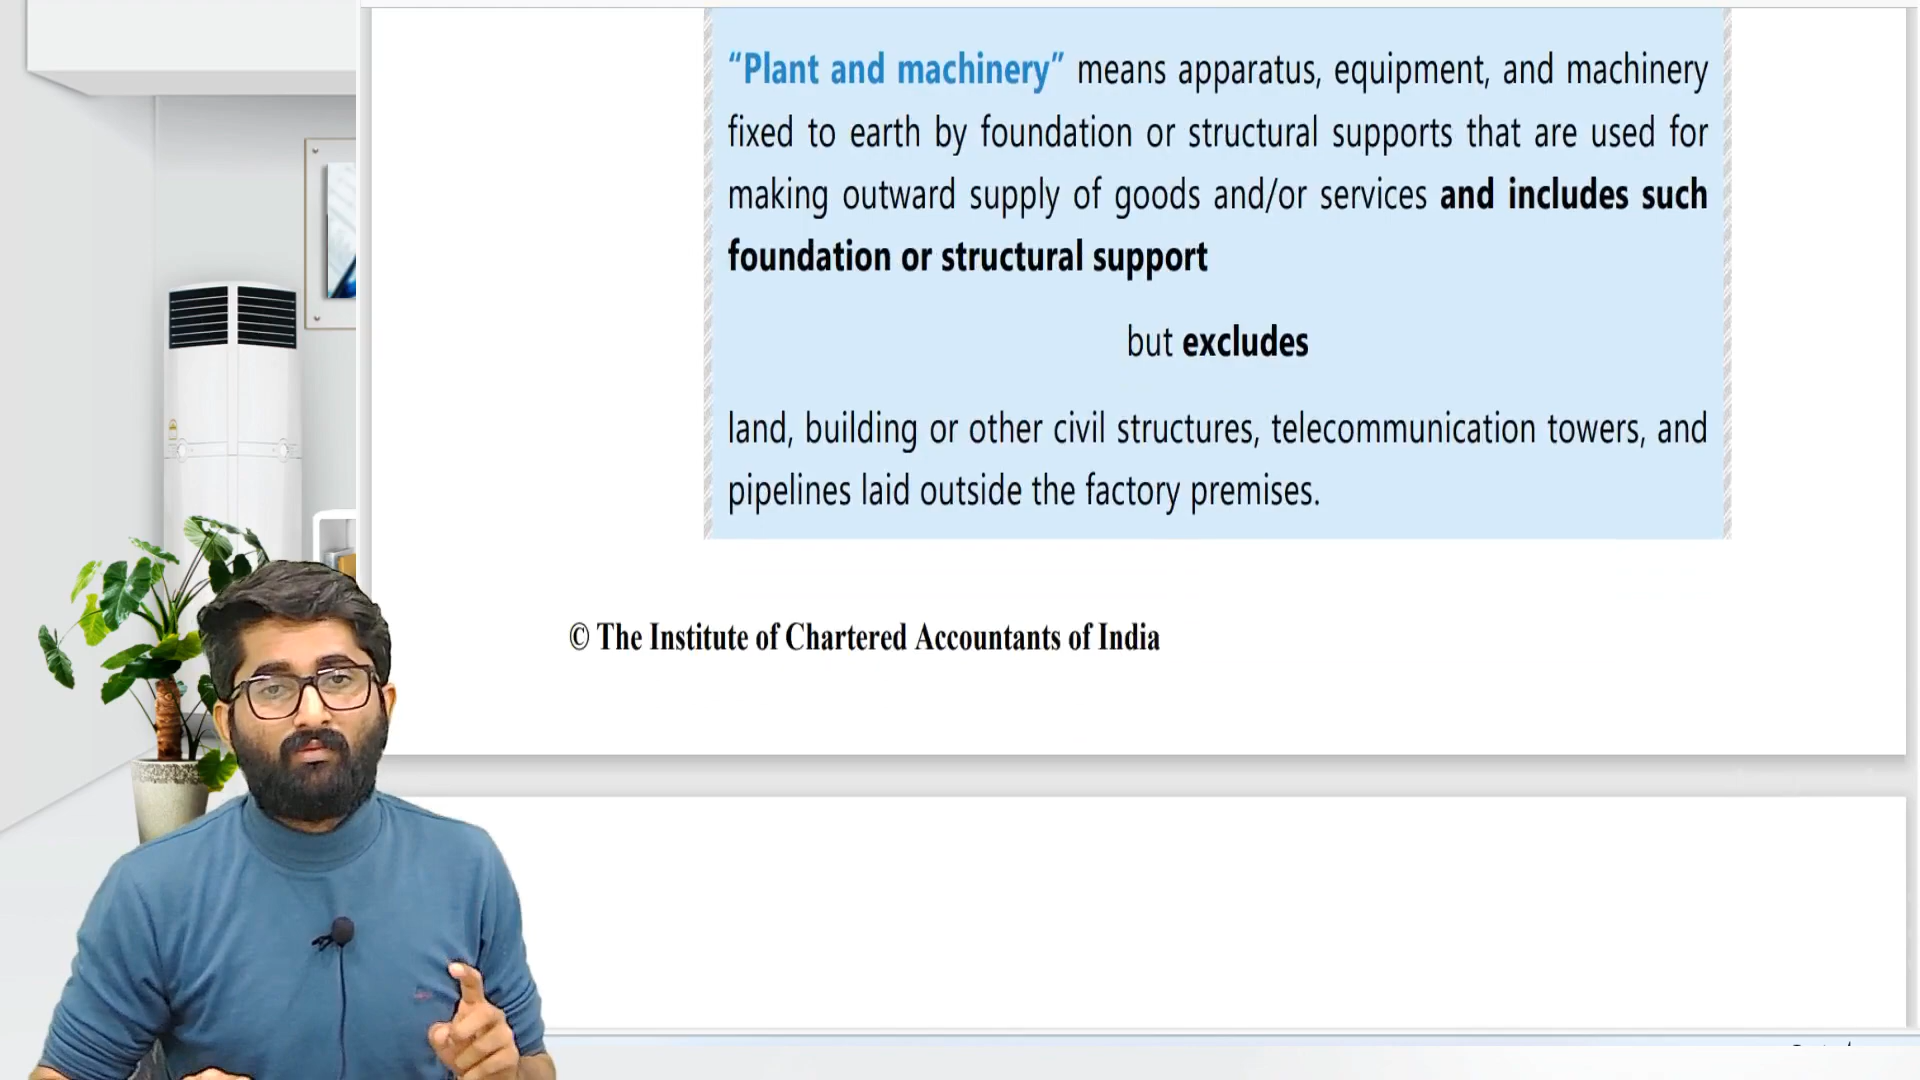 “Plant and machinery” means apparatus, equipment, and machinery
fixed to earth by foundation or structural supports that are used for
making outward supply of goods and/or services and includes such
foundation or structural support
but excludes
land, building or other civil structures, telecommunication towers, and
pipelines laid outside the factory premises.
© The Institute of Chartered Accountants of India